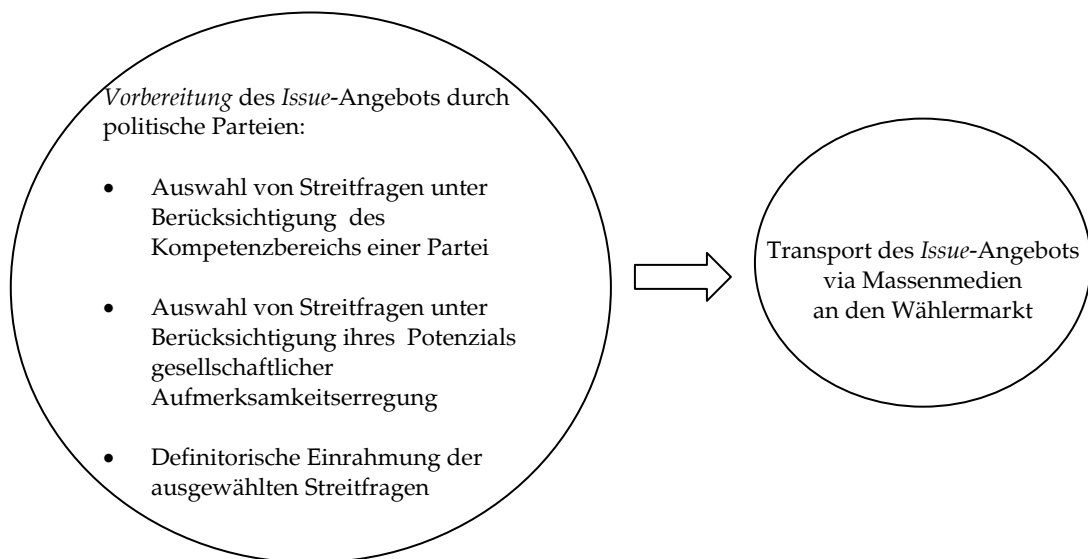 Vorbereitung des Issue-Angebots durch
politische Parteien:
• Auswahl von Streitfragen unter
Berücksichtigung des
Kompetenzbereichs einer Partei
• Auswahl von Streitfragen unter
Berücksichtigung ihres Potenzials
gesellschaftlicher
Aufmerksamkeitserregung
• Definitorische Einrahmung der
ausgewählten Streitfragen
Transport des Issue-Angebots
via Massenmedien
an den Wählermarkt